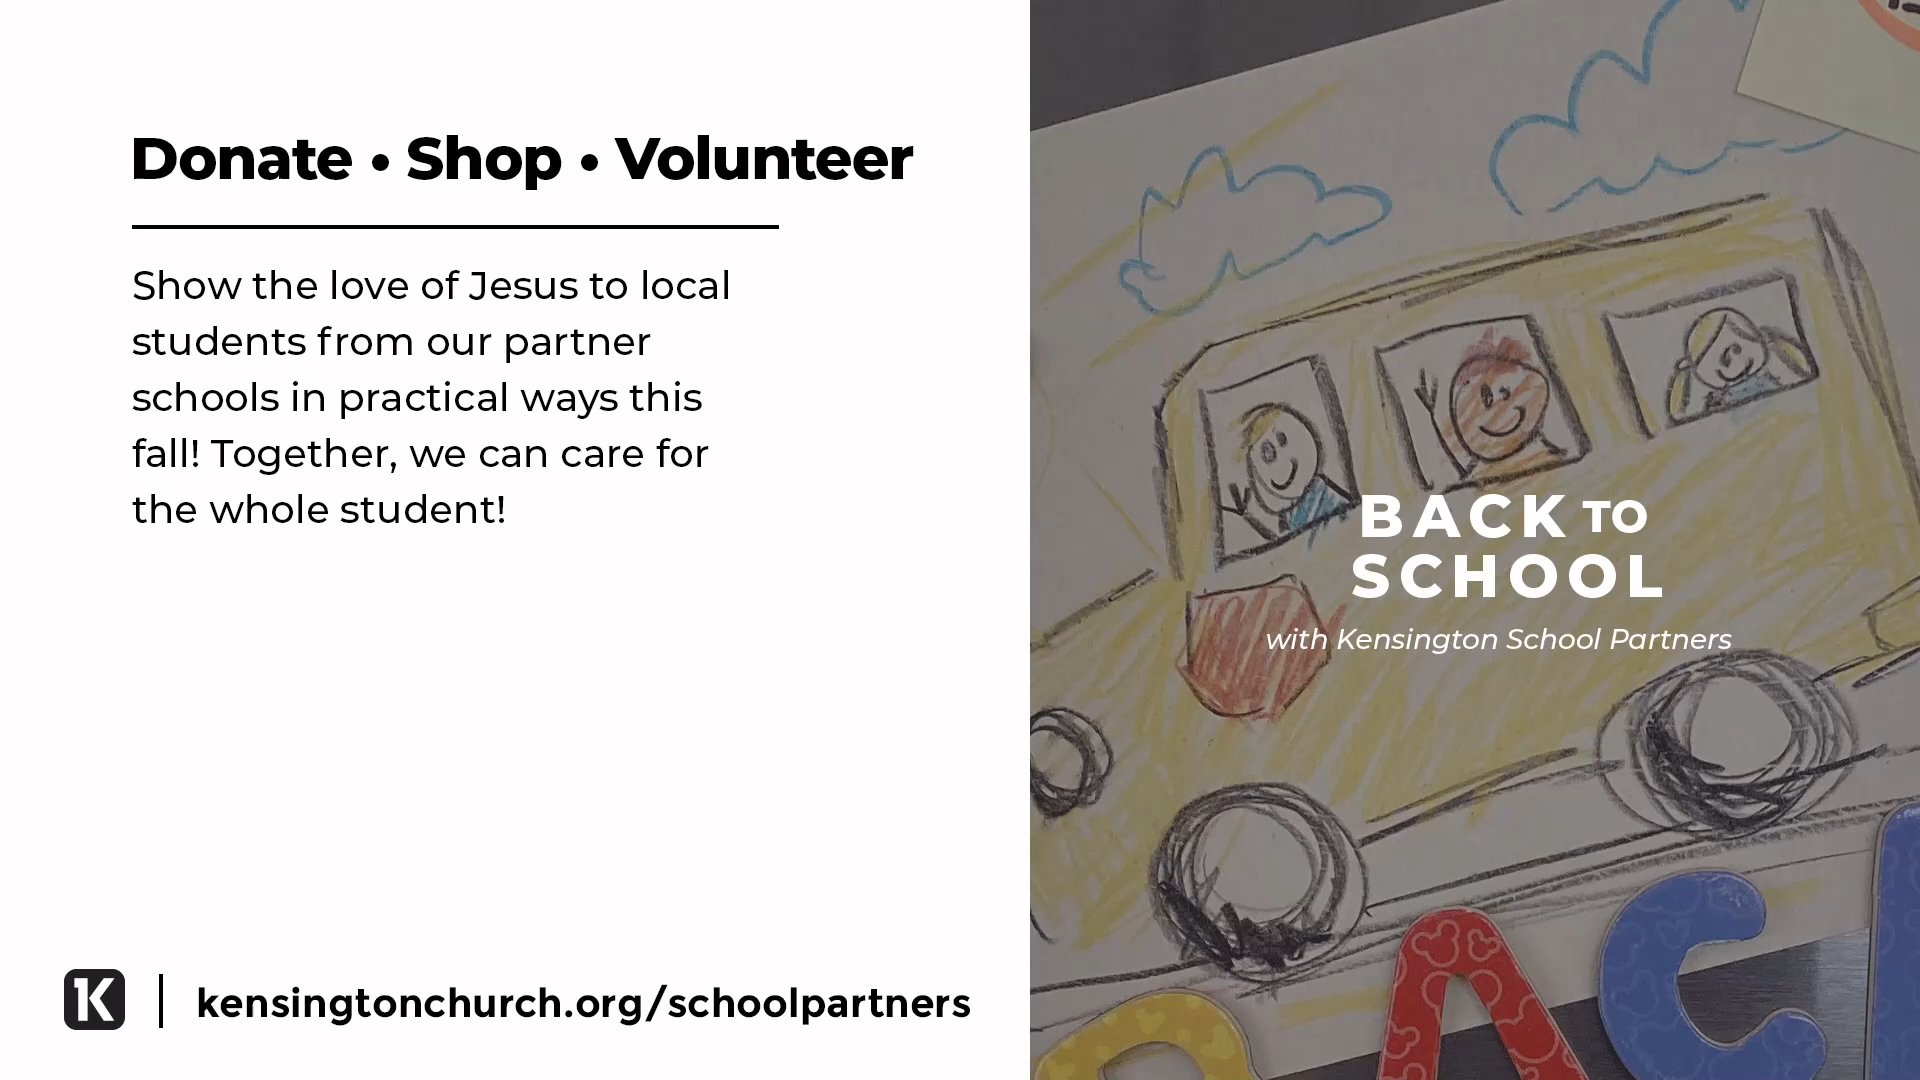 Donate • Shop • Volunteer
Show the love of Jesus to local
students from our partner
schools in practical ways this
fall! Together, we can care for
the whole student!
K
kensingtonchurch.org/schoolpartners
BACK TO
SCHOOL
with Kensington School Partners
BAC